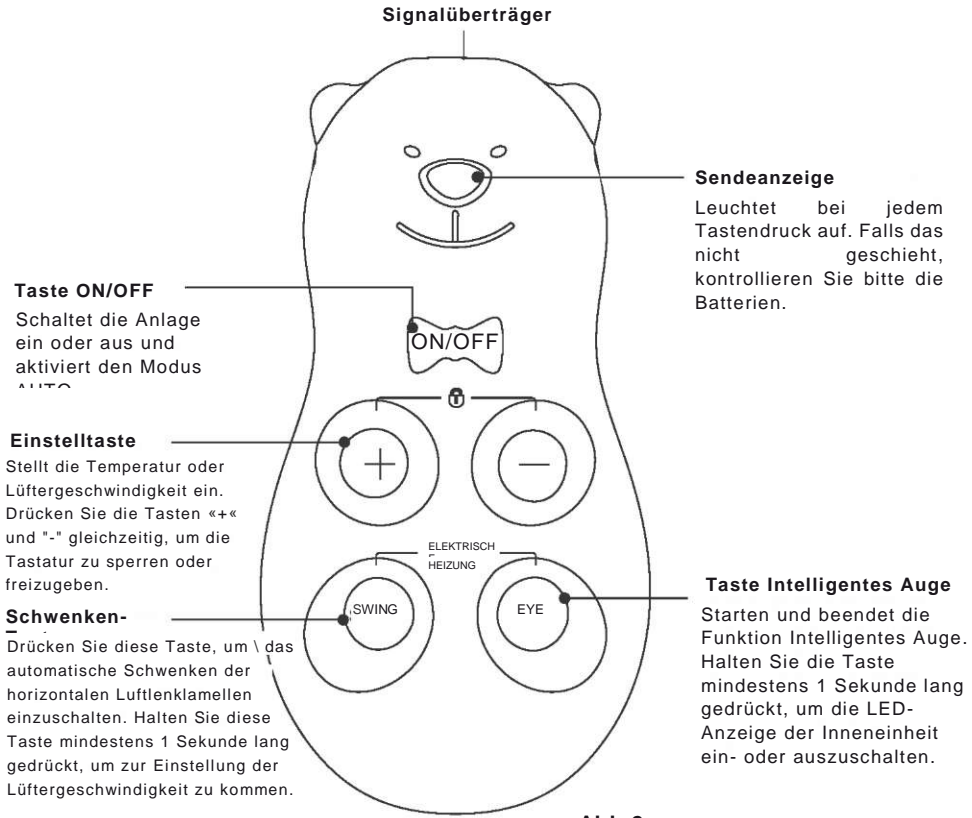 Signalüberträger
Sendeanzeige
Leuchtet bei jedem
Tastendruck auf. Falls das
nicht geschieht,
kontrollieren Sie bitte die
Batterien.
Taste ON/OFF
Schaltet die Anlage
ein oder aus und
aktiviert den Modus
AUTO
ON/OFF
Einstelltaste
Stellt die Temperatur oder
Lüftergeschwindigkeit ein.
Drücken Sie die Tasten «+«
und "-" gleichzeitig, um die
Tastatur zu sperren oder
freizugeben.
+
−
ELEKTRISCH
HEIZUNG
SWING
EYE
Schwenken-
Drücken Sie diese Taste, um \ das
automatische Schwenken der
horizontalen Luftlenklamellen
einzuschalten. Halten Sie diese
Taste mindestens 1 Sekunde lang
gedrückt, um zur Einstellung der
Lüftergeschwindigkeit zu kommen.
Taste Intelligentes Auge
Starten und beendet die
Funktion Intelligentes Auge.
Halten Sie die Taste
mindestens 1 Sekunde lang
gedrückt, um die LED-
Anzeige der Inneneinheit
ein- oder auszuschalten.